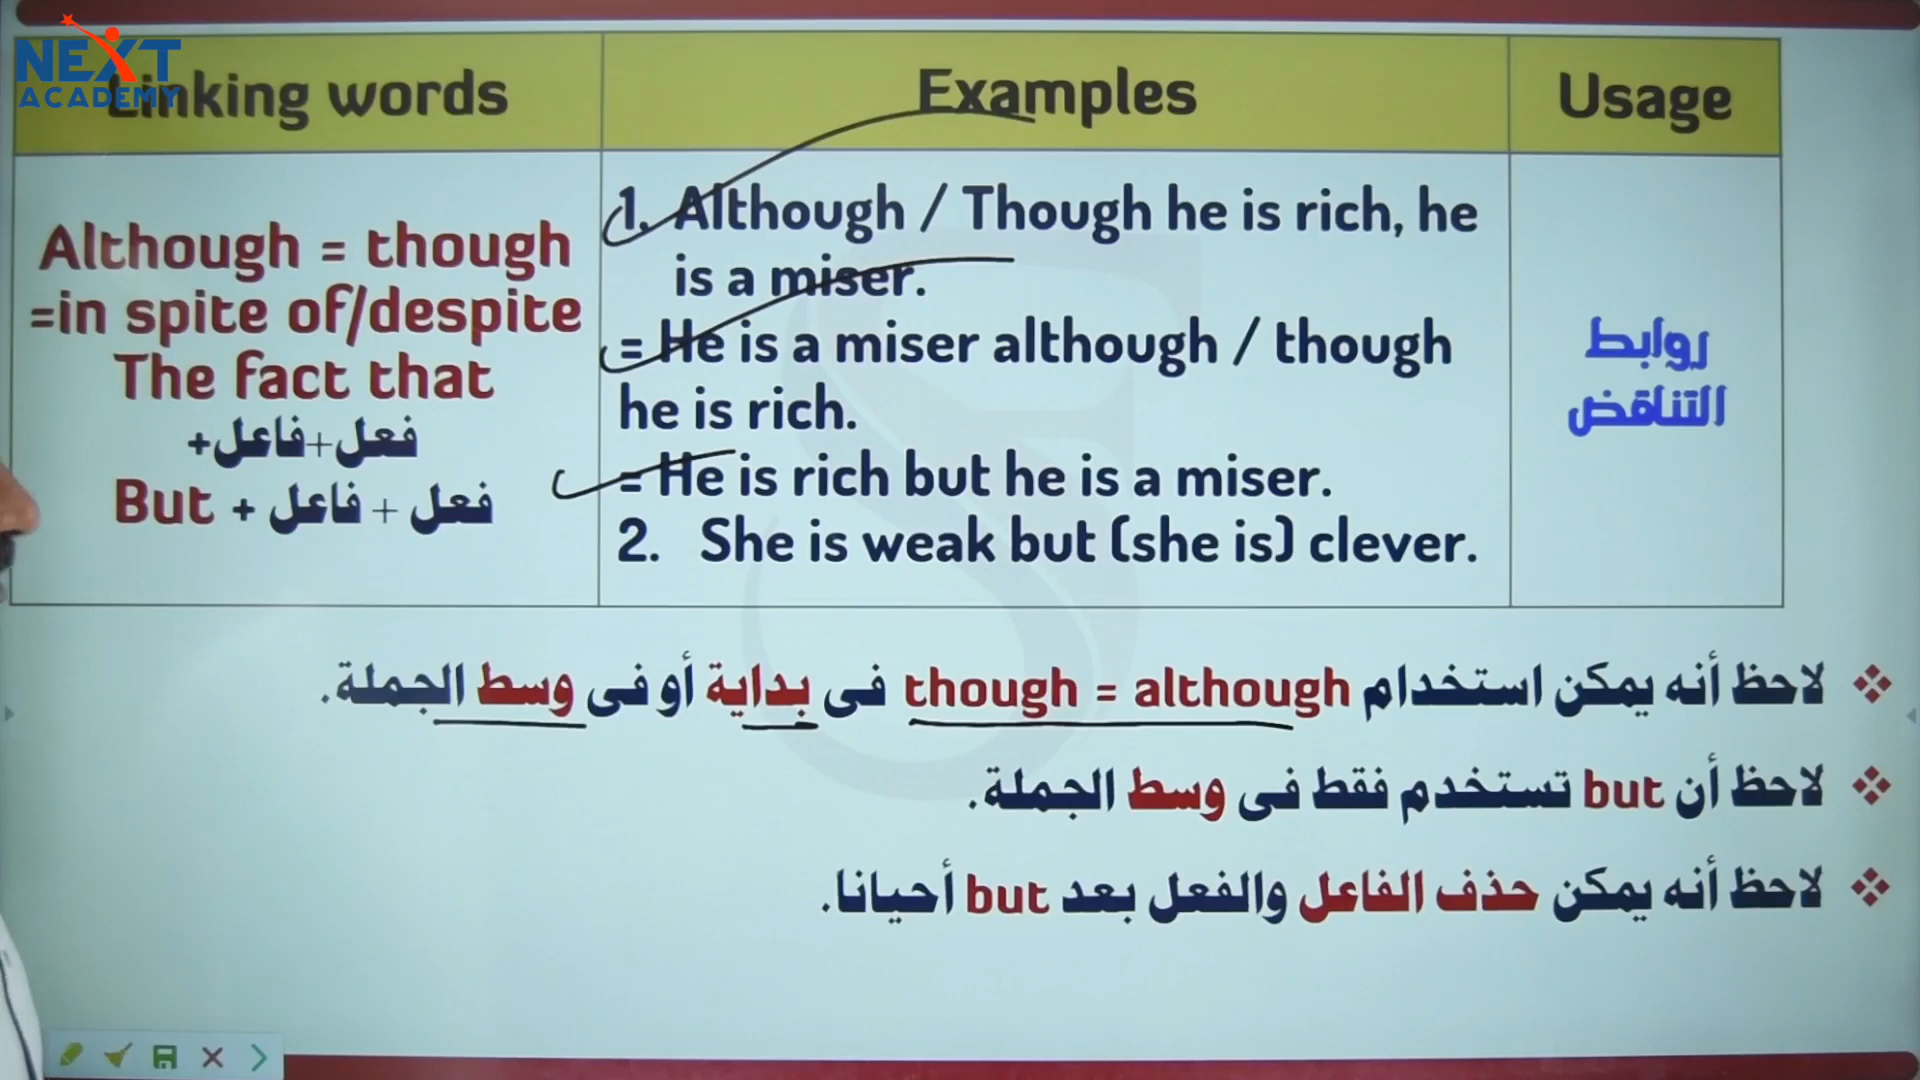 NEXT
ACADEMY
Linking words
Examples
Usage
Although = though
=in spite of/despite
The fact that
+فاعل+فعل
But + فاعل + فعل
1. Although / Though he is rich, he
is a miser.
= He is a miser although / though
he is rich.
= He is rich but he is a miser.
2. She is weak but (she is) clever.
روابط
التناقض
❖ لاحظ أنه يمكن استخدام though = although فى بداية أو فى وسط الجملة.
❖ لاحظ أن but تستخدم فقط فى وسط الجملة.
❖ لاحظ أنه يمكن حذف الفاعل والفعل بعد but أحيانا.